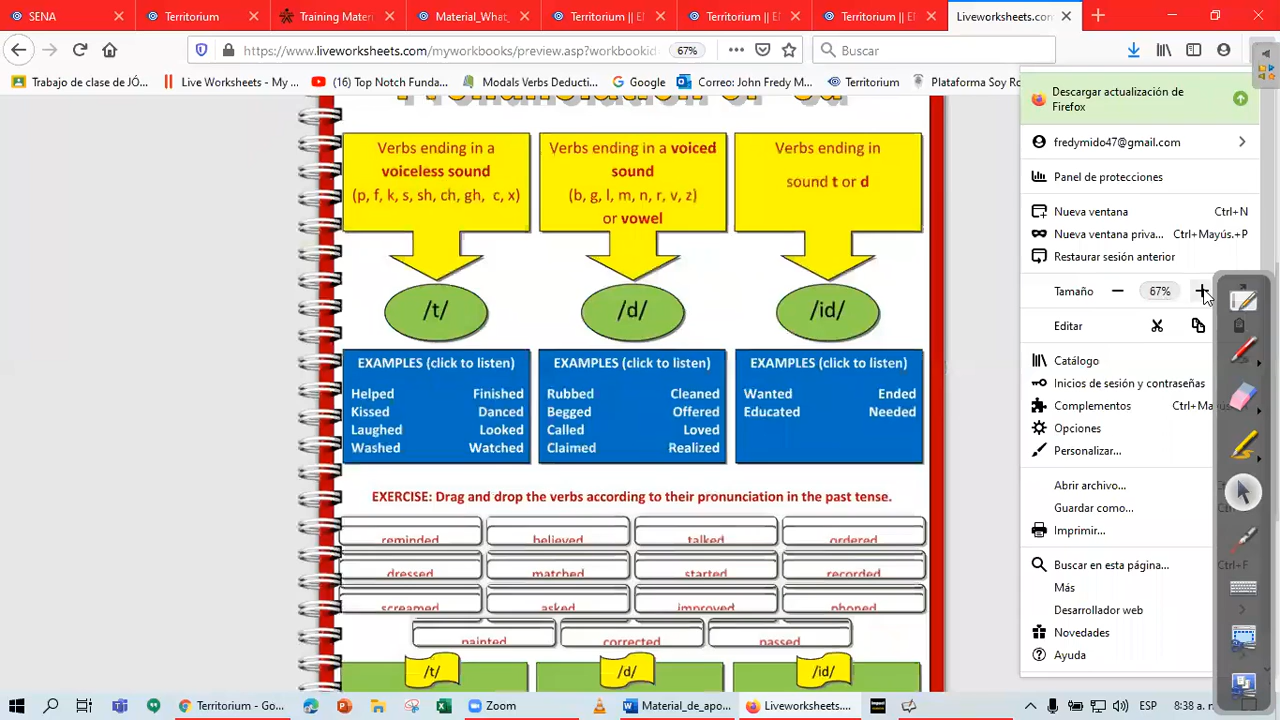 SENA
Territorium
Training Mater
Material_What_
Territorium || E
Territorium || E
Territorium || E
Liveworksheets.com
https://www.liveworksheets.com/myworkbooks/preview.asp?workbookid
67%
Buscar
Trabajo de clase de JÓ...
Live Worksheets - My ...
(16) Top Notch Funda...
Modals Verbs Deducti...
Google
Correo: John Fredy M...
Territorium
Plataforma Soy
Verbs ending in a
voiceless sound
(p, f, k, s, sh, ch, gh, c, x)
Verbs ending in a voiced
sound
(b, g, l, m, n, r, v, z)
or vowel
Verbs ending in
sound t or d
/t/
/d/
/id/
EXAMPLES (click to listen)
Helped Finished
Kissed Danced
Laughed Looked
Washed Watched
EXAMPLES (click to listen)
Rubbed Cleaned
Begged Offered
Called Loved
Claimed Realized
EXAMPLES (click to listen)
Wanted Ended
Educated Needed
EXERCISE: Drag and drop the verbs according to their pronunciation in the past tense.
reminded believed talked ordered
dressed matched started recorded
screamed asked improved phoned
painted corrected passed
/t/ /d/ /id/
Descargar actualización de
Firefox
fredymido47@gmail.com
Panel de protecciones
Nueva ventana Ctrl+N
Nueva ventana priva... Ctrl+Mayús.+P
Restaurar sesión anterior
Tamaño 67%
Editar
Catálogo
Inicios de sesión y contraseñas
Complementos Ctrl+Mayú
Opciones
Personalizar...
Abrir archivo...
Guardar como...
Imprimir...
Buscar en esta página... Ctrl+F
Más
Desarrollador web
Novedades
Ayuda
Territorium - Go...
Zoom
Material_de_apo...
Liveworksheets.c...
ESP
8:38 a. m